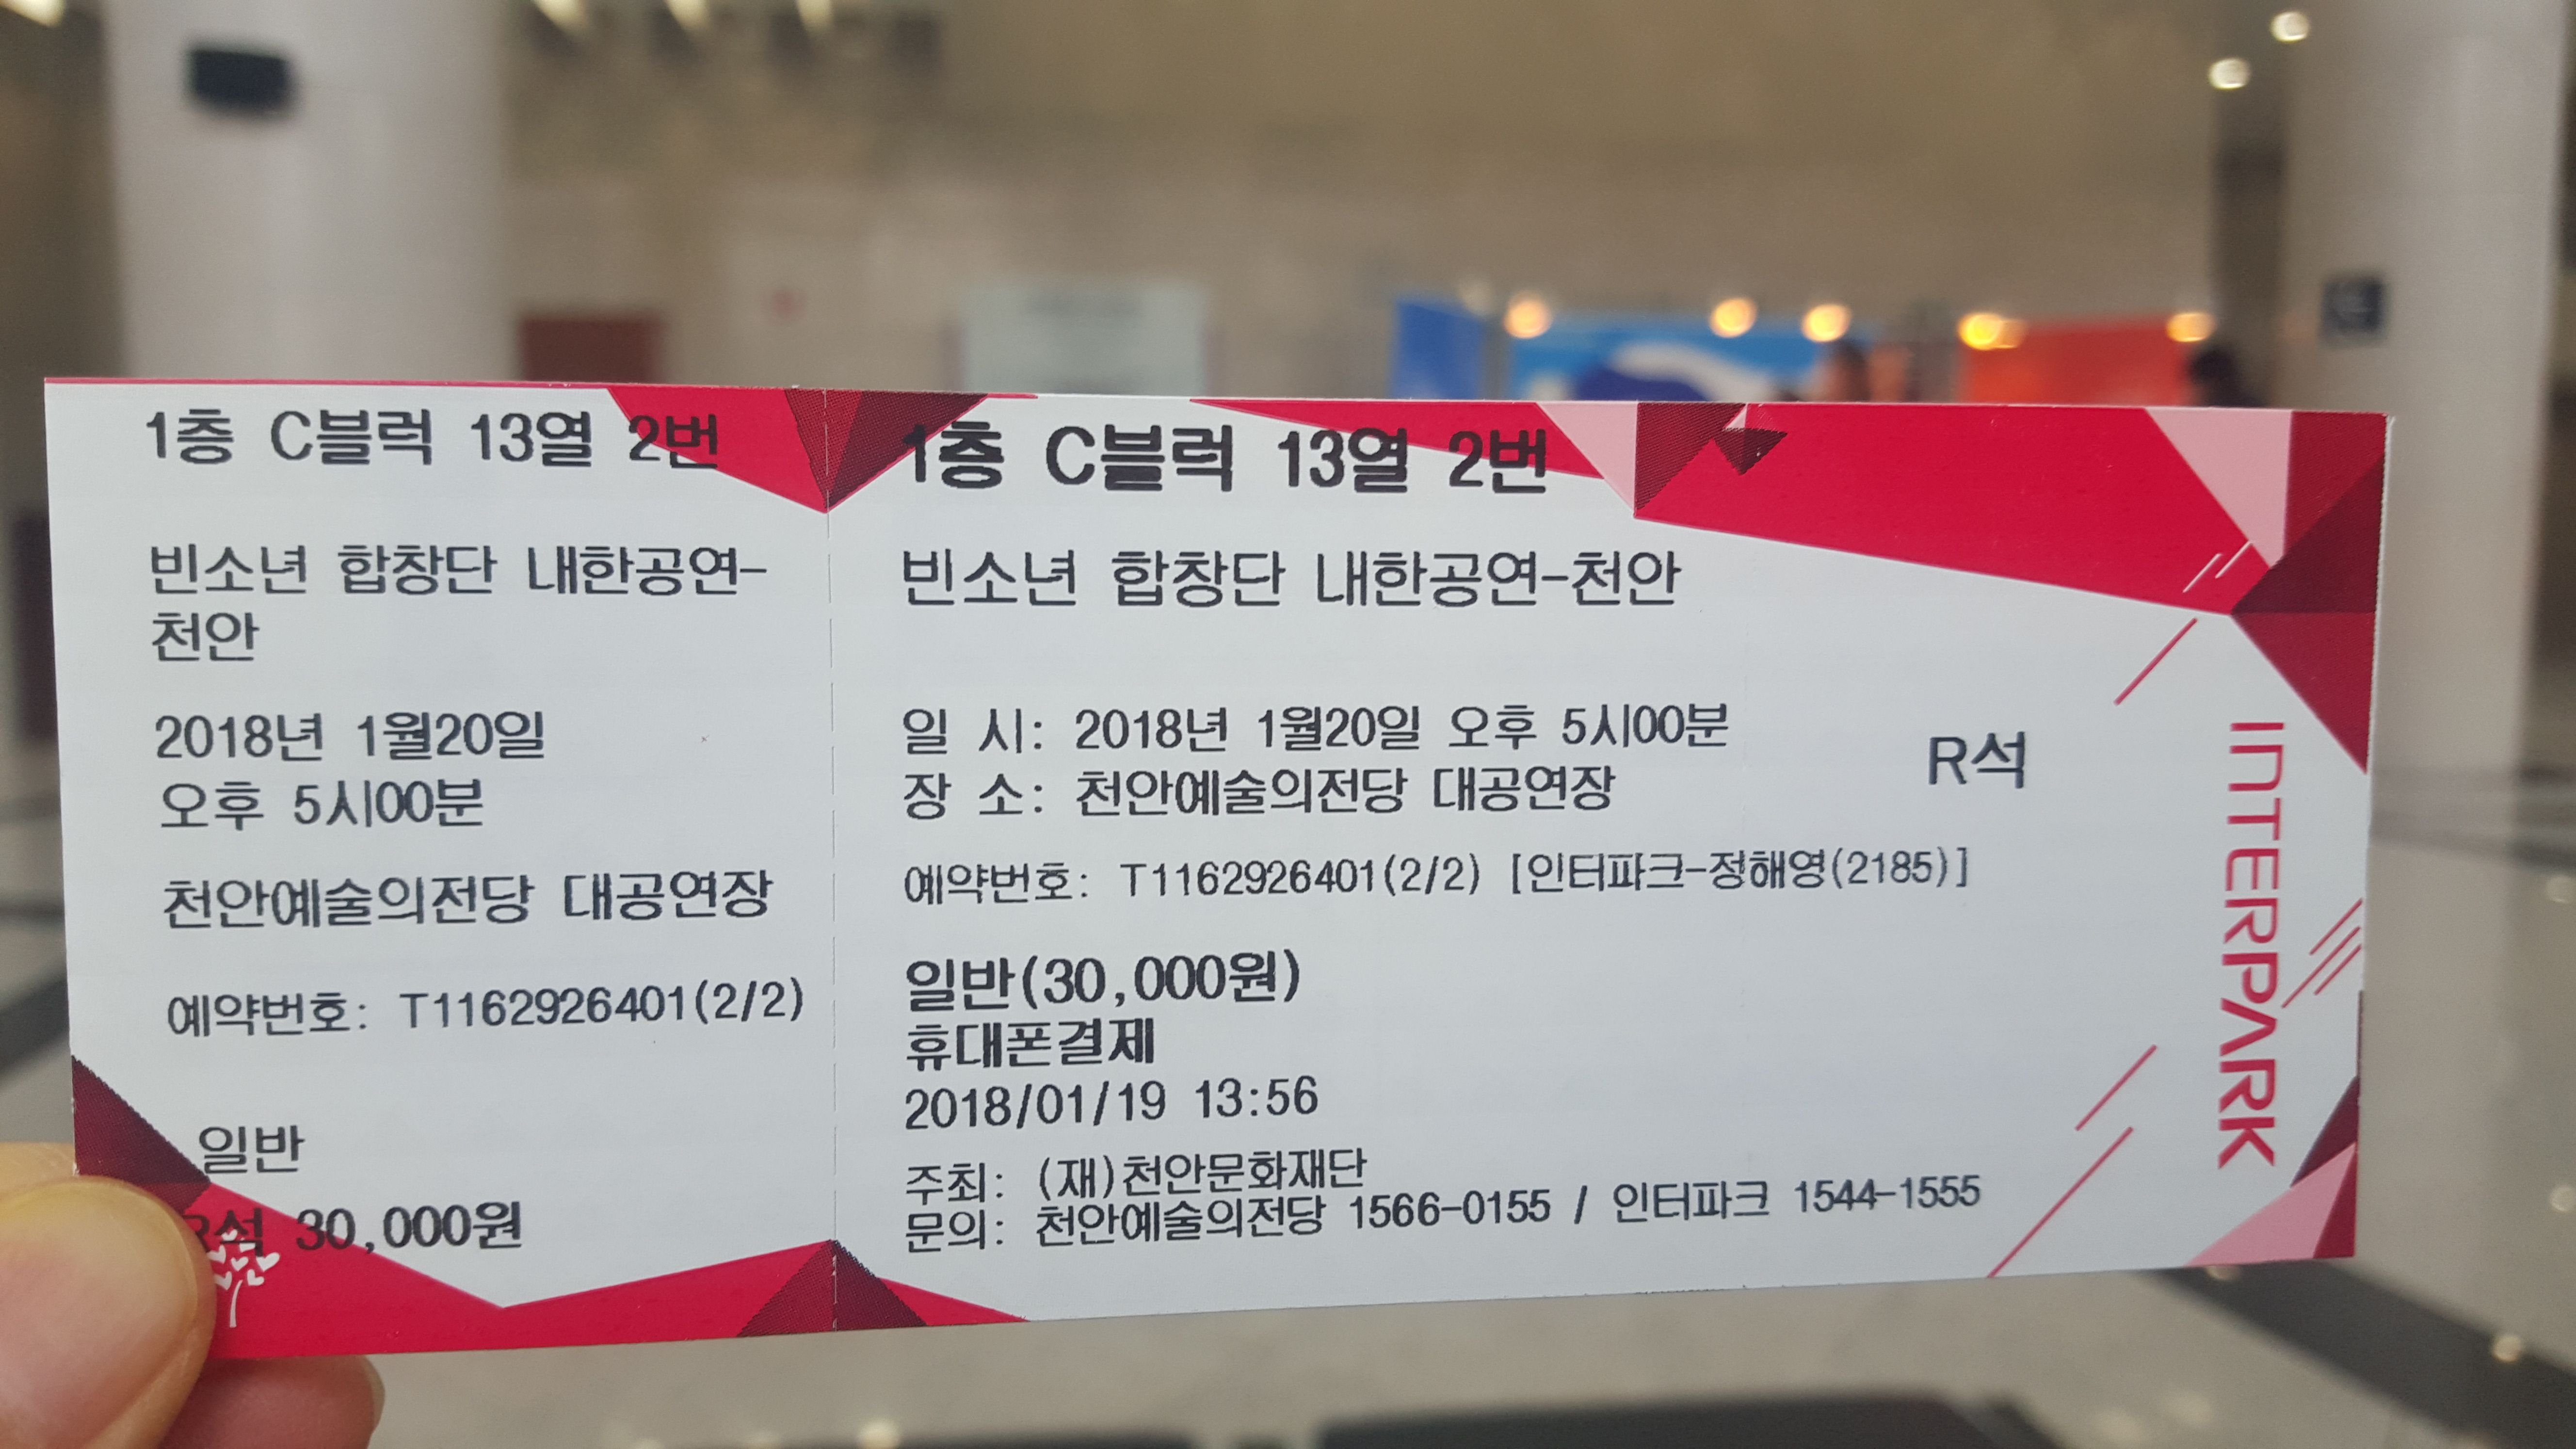 1층 C블럭 13열 2번
빈소년 합창단 내한공연-
천안
2018년 1월20일
오후 5시00분
천안예술의전당 대공연장
예약번호: T1162926401(2/2)
일반
R석 30,000원
1층 C블럭 13열 2번
빈소년 합창단 내한공연-천안
일 시: 2018년 1월20일 오후 5시00분
장 소: 천안예술의전당 대공연장
R석
예약번호: T1162926401(2/2) [인터파크-정해영(2185)]
일반(30,000원)
휴대폰결제
2018/01/19 13:56
주최: (재)천안문화재단
문의: 천안예술의전당 1566-0155 / 인터파크 1544-1555
INTERPARK